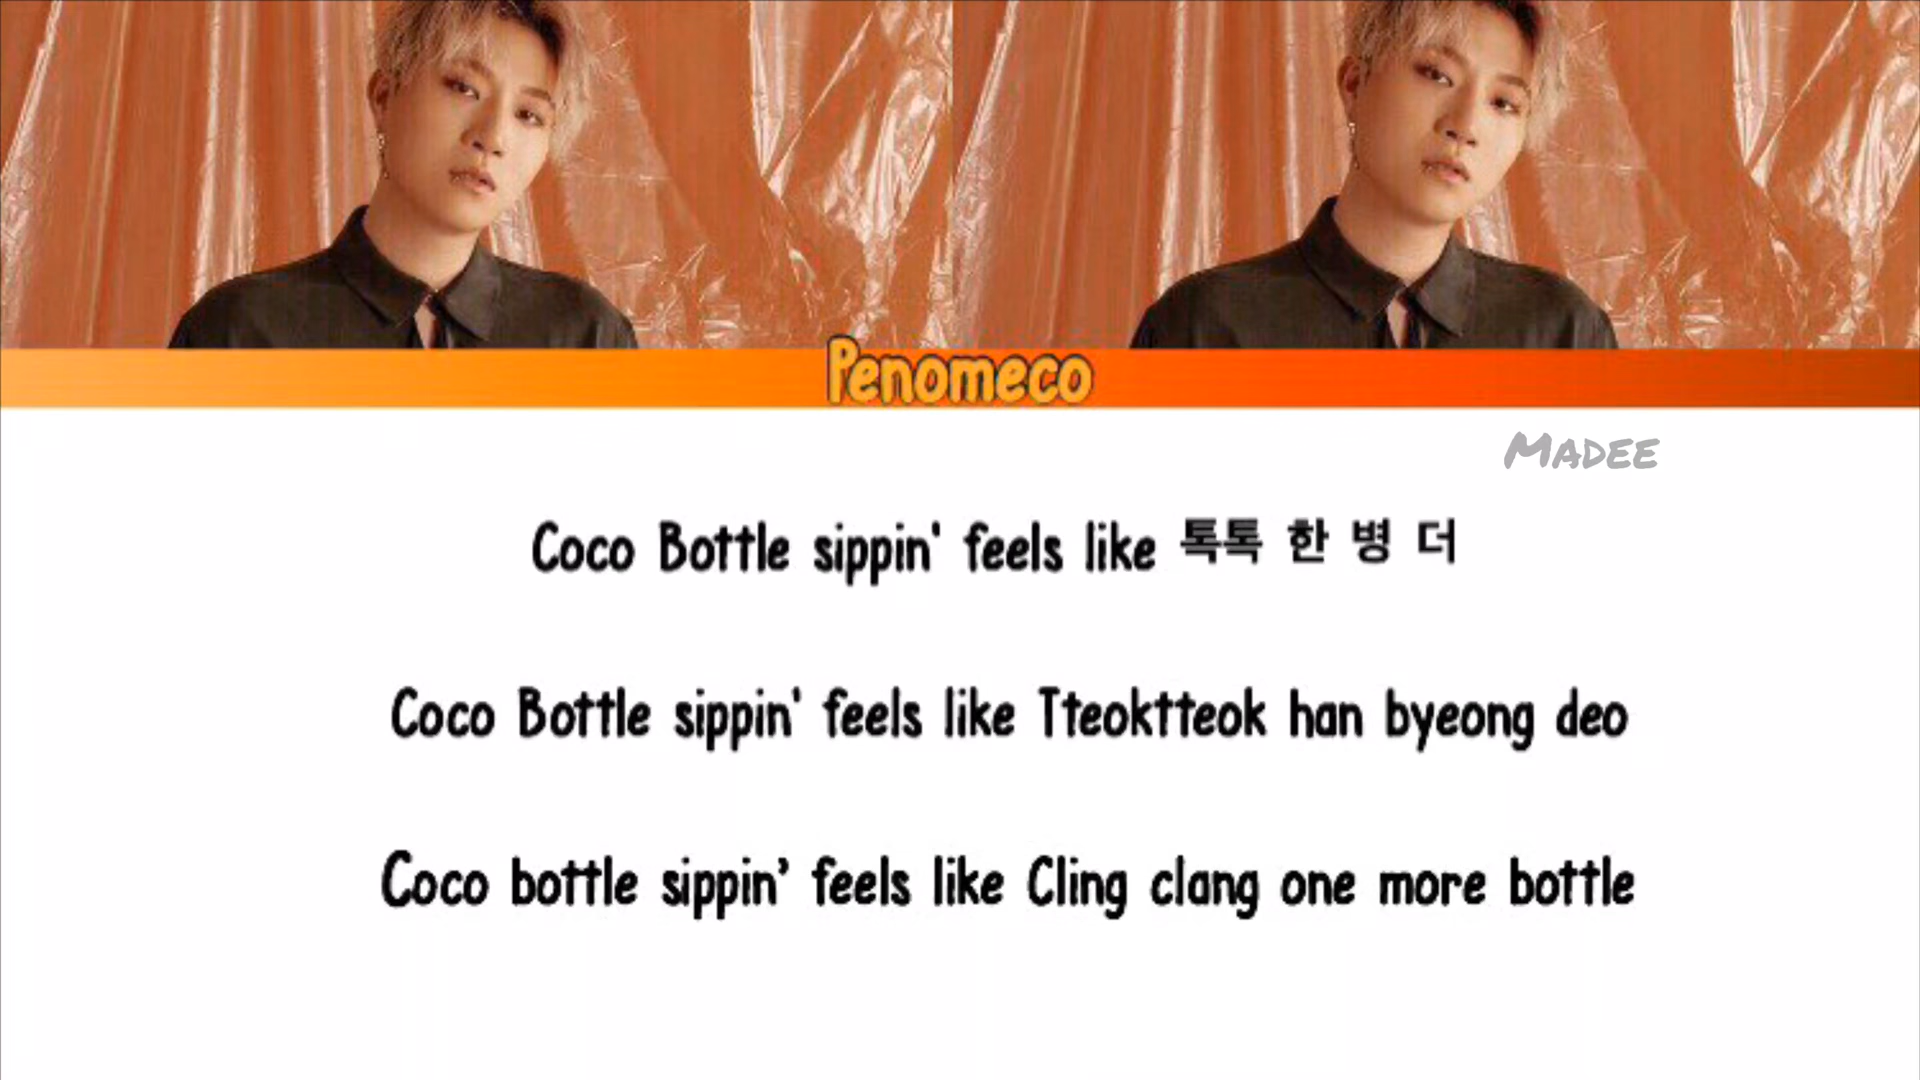 Penomeco
MADEE
Coco Bottle sippin' feels like 톡톡 한 병 더
Coco Bottle sippin' feels like Tteoktteok han byeong deo
Coco bottle sippin’ feels like Cling clang one more bottle